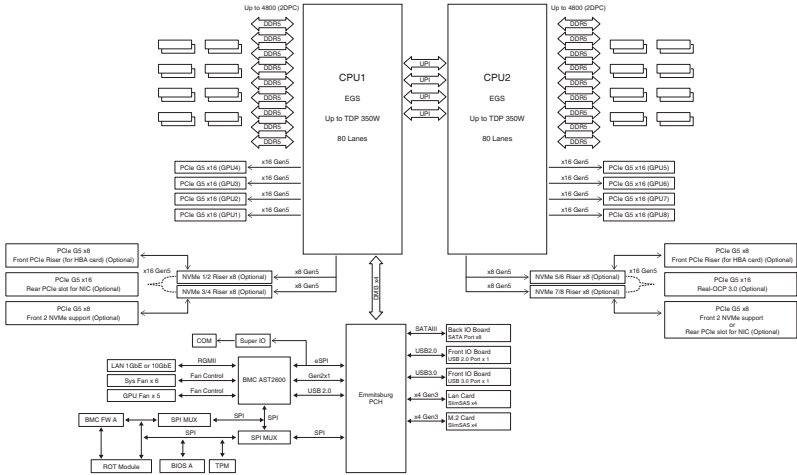 Up to 4800 (2DPC)
Up to 4800 (2DPC)
DDR5
DDR5
DDR5
DDR5
DDR5
DDR5
DDR5
DDR5
DDR5
CPU1
EGS
Up to TDP 350W
80 Lanes
UPI
UPI
UPI
UPI
CPU2
EGS
Up to TDP 350W
80 Lanes
DDR5
DDR5
DDR5
DDR5
DDR5
DDR5
DDR5
DDR5
DDR5
PCIe G5 x16 (GPU4)
x16 Gen5
PCIe G5 x16 (GPU3)
x16 Gen5
PCIe G5 x16 (GPU2)
x16 Gen5
PCIe G5 x16 (GPU1)
x16 Gen5
x16 Gen5
PCIe G5 x16 (GPU5)
x16 Gen5
PCIe G5 x16 (GPU6)
x16 Gen5
PCIe G5 x16 (GPU7)
x16 Gen5
PCIe G5 x16 (GPU8)
PCIe G5 x8
Front PCIe Riser (for HBA card) (Optional)
PCIe G5 x16
Rear PCIe slot for NIC (Optional)
PCIe G5 x8
Front 2 NVMe support (Optional)
x16 Gen5
NVMe 1/2 Riser x8 (Optional)
x8 Gen5
NVMe 3/4 Riser x8 (Optional)
x8 Gen5
DMI3 x4
x8 Gen5
NVMe 5/6 Riser x8 (Optional)
x8 Gen5
NVMe 7/8 Riser x8 (Optional)
x16 Gen5
PCIe G5 x8
Front PCIe Riser (for HBA card) (Optional)
PCIe G5 x16
Real-OCP 3.0 (Optional)
PCIe G5 x8
Front 2 NVMe support
or
Rear PCIe slot for NIC (Optional)
COM
Super IO
LAN 1GbE or 10GbE
RGMII
Sys Fan x 6
Fan Control
GPU Fan x 5
Fan Control
BMC AST2600
eSPI
Gen2x1
USB 2.0
Emmitsburg
PCH
SATAIII
Back IO Board
SATA Port x8
USB2.0
Front IO Board
USB 2.0 Port x 1
USB3.0
Front IO Board
USB 3.0 Port x 1
x4 Gen3
Lan Card
SlimSAS x4
x4 Gen3
M.2 Card
SlimSAS x4
BMC FW A
SPI MUX
SPI
SPI
SPI
SPI MUX
SPI
ROT Module
BIOS A
TPM